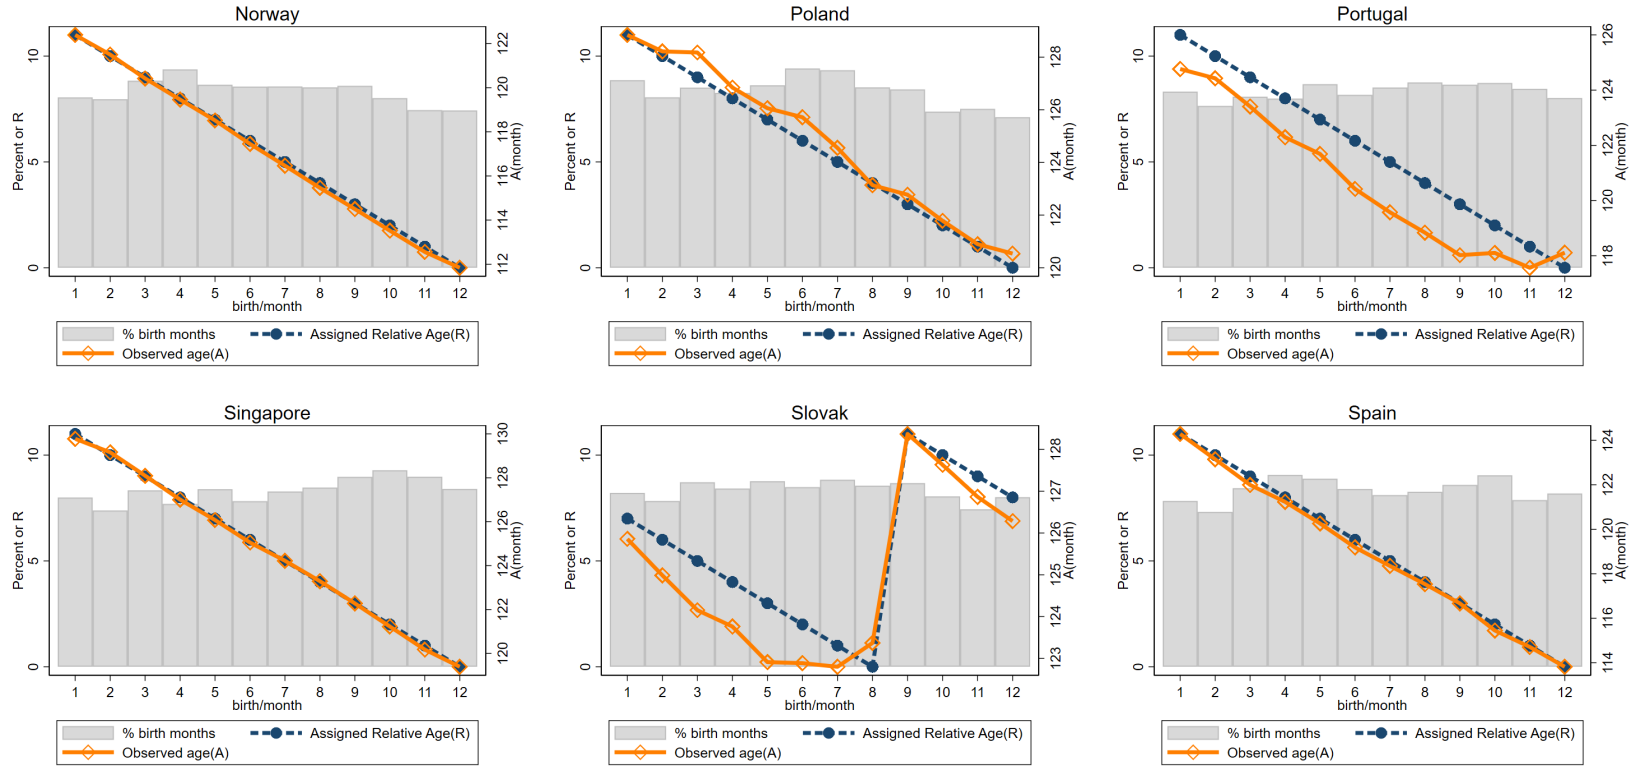 Norway
Percent or R
0 5 10
112 114 116 118 120 122
A(month)
1 2 3 4 5 6 7 8 9 10 11 12
birth/month
% birth months Assigned Relative Age(R)
Observed age(A)
Poland
Percent or R
0 5 10
120 122 124 126 128
A(month)
1 2 3 4 5 6 7 8 9 10 11 12
birth/month
% birth months Assigned Relative Age(R)
Observed age(A)
Portugal
Percent or R
0 5 10
118 120 122 124 126
A(month)
1 2 3 4 5 6 7 8 9 10 11 12
birth/month
% birth months Assigned Relative Age(R)
Observed age(A)
Singapore
Percent or R
0 5 10
120 122 124 126 128 130
A(month)
1 2 3 4 5 6 7 8 9 10 11 12
birth/month
% birth months Assigned Relative Age(R)
Observed age(A)
Slovak
Percent or R
0 5 10
123 124 125 126 127 128
A(month)
1 2 3 4 5 6 7 8 9 10 11 12
birth/month
% birth months Assigned Relative Age(R)
Observed age(A)
Spain
Percent or R
0 5 10
114 116 118 120 122 124
A(month)
1 2 3 4 5 6 7 8 9 10 11 12
birth/month
% birth months Assigned Relative Age(R)
Observed age(A)